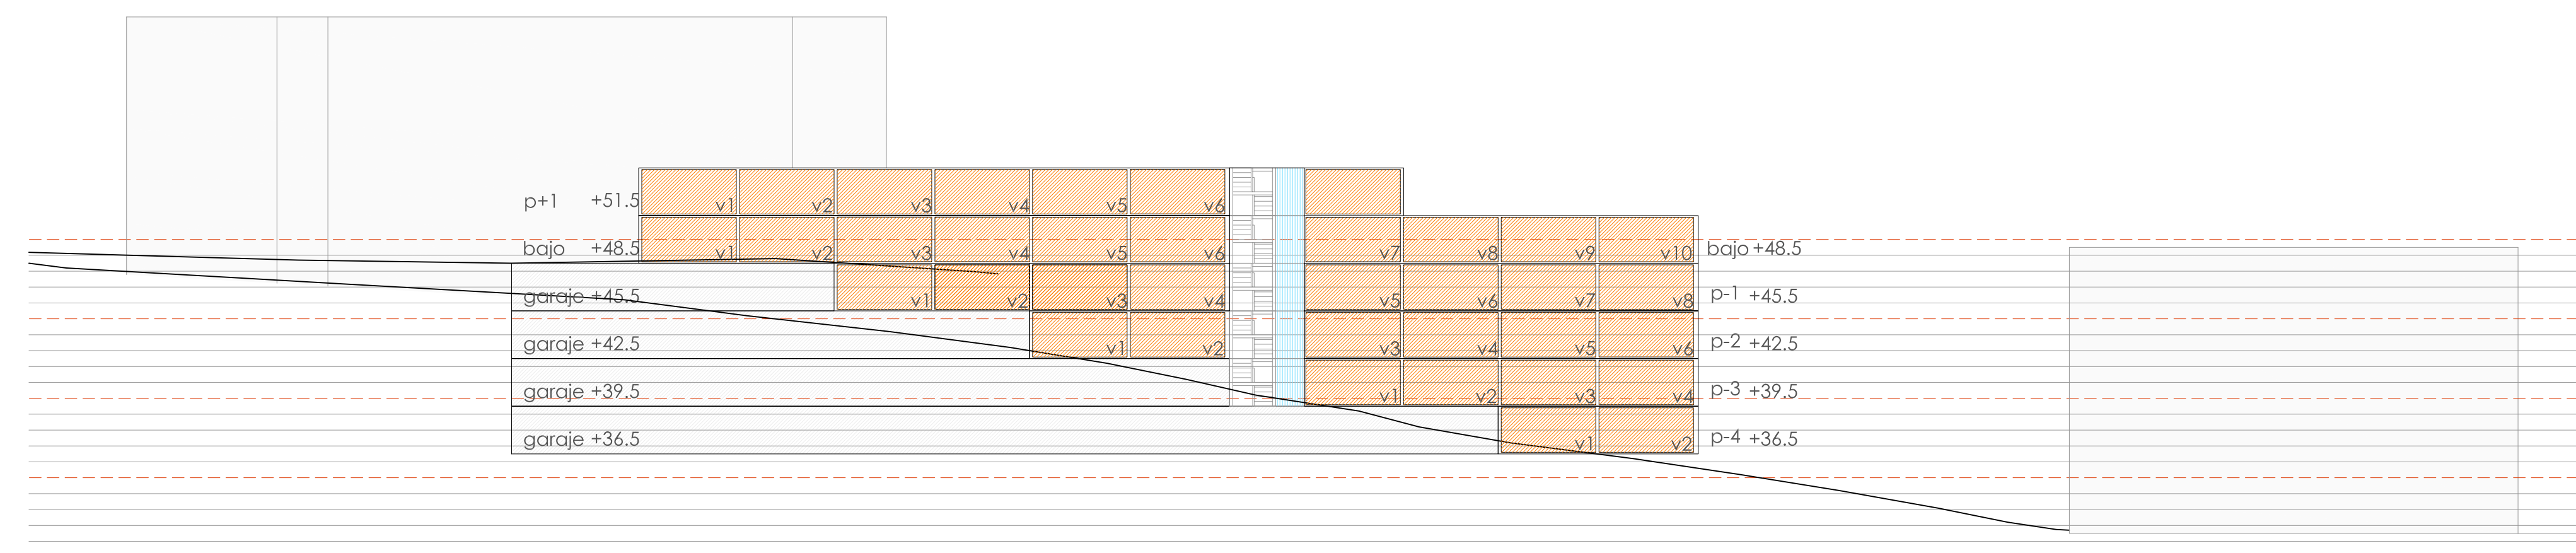 p+1 +51.5 v1 v2 v3 v4 v5 v6
bajo +48.5 v1 v2 v3 v4 v5 v6 v7 v8 v9 v10 bajo +48.5
garaje +45.5 v1 v2 v3 v4 v5 v6 v7 v8 p-1 +45.5
garaje +42.5 v1 v2 v3 v4 v5 v6 p-2 +42.5
garaje +39.5 v1 v2 v3 v4 p-3 +39.5
garaje +36.5 v1 v2 p-4 +36.5